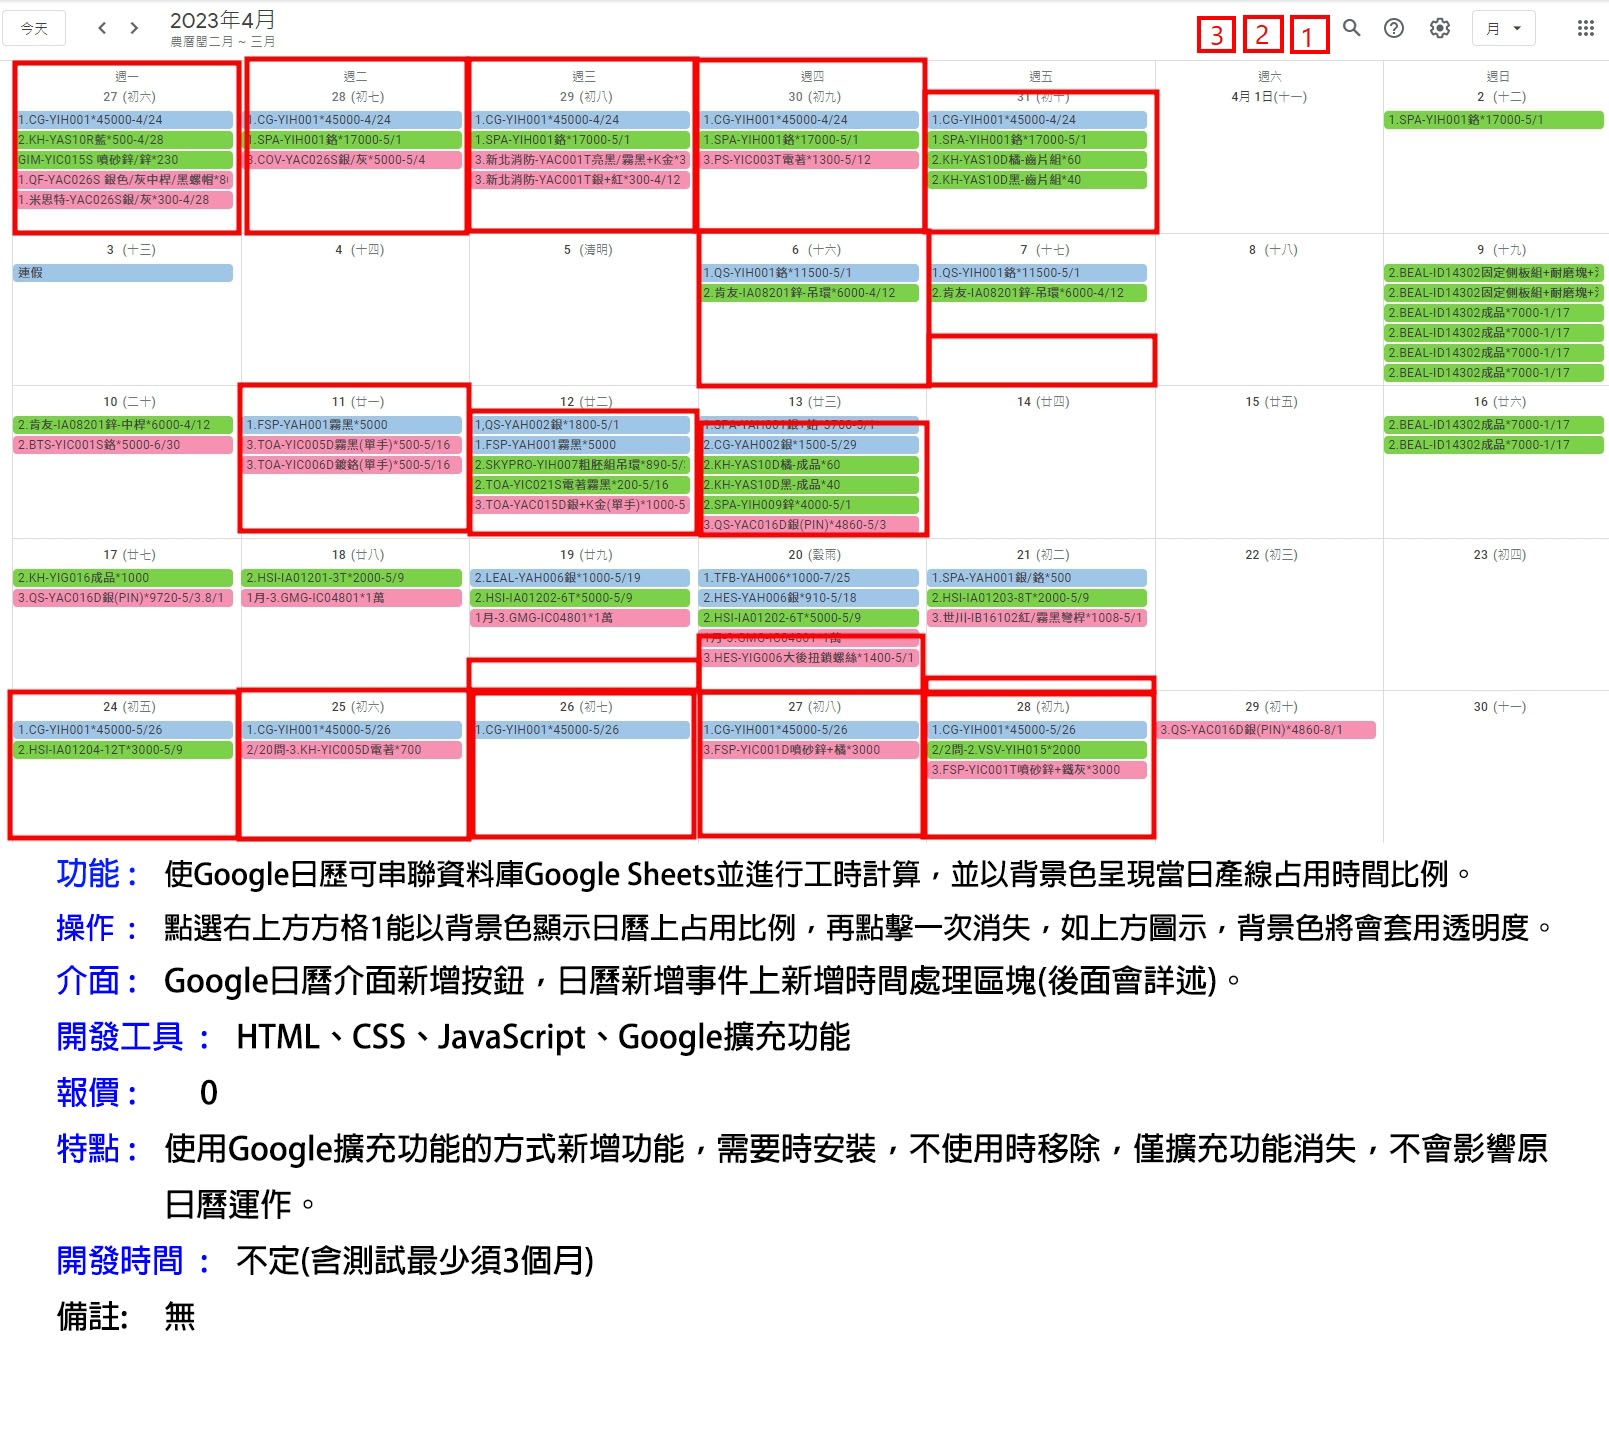 今天
2023年4月
農曆閏二月 ~ 三月
3 2 1
月
週一 週二 週三 週四 週五 週六 週日
27 (初六) 28 (初七) 29 (初八) 30 (初九) 31 (初十) 4月 1日(十一) 2 (十二)
1.CG-YIH001*45000-4/24 1.CG-YIH001*45000-4/24 1.CG-YIH001*45000-4/24 1.CG-YIH001*45000-4/24 1.CG-YIH001*45000-4/24 1.SPA-YIH001鉻*17000-5/1
2.KH-YAS10R藍*500-4/28 1.SPA-YIH001鉻*17000-5/1 1.SPA-YIH001鉻*17000-5/1 1.SPA-YIH001鉻*17000-5/1 1.SPA-YIH001鉻*17000-5/1
GIM-YIC015S 噴砂鋅/鋅*230 3.COV-YAC026S銀/灰*5000-5/4 3.新北消防-YAC001T亮黑/霧黑+K金*3 3.PS-YIC003T電著*1300-5/12 2.KH-YAS10D橘-齒片組*60
1.QF-YAC026S 銀色/灰中桿/黑螺帽*8 3.新北消防-YAC001T銀+紅*300-4/12 2.KH-YAS10D黑-齒片組*40
1.米思特-YAC026S銀/灰*300-4/28
3 (十三) 4 (十四) 5 (清明) 6 (十六) 7 (十七) 8 (十八) 9 (十九)
連假 1.QS-YIH001鉻*11500-5/1 1.QS-YIH001鉻*11500-5/1 2.BEAL-ID14302固定側板組+耐磨塊+
2.肯友-IA08201鋅-吊環*6000-4/12 2.肯友-IA08201鋅-吊環*6000-4/12 2.BEAL-ID14302固定側板組+耐磨塊+
2.BEAL-ID14302成品*7000-1/17
2.BEAL-ID14302成品*7000-1/17
2.BEAL-ID14302成品*7000-1/17
2.BEAL-ID14302成品*7000-1/17
10 (二十) 11 (廿一) 12 (廿二) 13 (廿三) 14 (廿四) 15 (廿五) 16 (廿六)
2.肯友-IA08201鋅-中桿*6000-4/12 1.FSP-YAH001霧黑*5000 1,QS-YAH002銀*1800-5/1 2.BEAL-ID14302成品*7000-1/17
2.BTS-YIC001S鉻*5000-6/30 3.TOA-YIC005D霧黑(單手)*500-5/16 1.FSP-YAH001霧黑*5000 2.CG-YAH002銀*1500-5/29 2.BEAL-ID14302成品*7000-1/17
3.TOA-YIC006D鍍鉻(單手)*500-5/16 2.SKYPRO-YIH007粗胚組吊環*890-5/ 2.KH-YAS10D橘-成品*60
2.TOA-YIC021S電著霧黑*200-5/16 2.KH-YAS10D黑-成品*40
3.TOA-YAC015D銀+K金(單手)*1000-5 2.SPA-YIH009鋅*4000-5/1
3.QS-YAC016D銀(PIN)*4860-5/3
17 (廿七) 18 (廿八) 19 (廿九) 20 (穀雨) 21 (初二) 22 (初三) 23 (初四)
2.KH-YIG016成品*1000 2.HSI-IA01201-3T*2000-5/9 2.LEAL-YAH006銀*1000-5/19 1.TFB-YAH006*1000-7/25 1.SPA-YAH001銀/鉻*500
3.QS-YAC016D銀(PIN)*9720-5/3.8/1 1月-3.GMG-IC04801*1萬 2.HSI-IA01202-6T*5000-5/9 2.HES-YAH006銀*910-5/18 2.HSI-IA01203-8T*2000-5/9
1月-3.GMG-IC04801*1萬 2.HSI-IA01202-6T*5000-5/9 3.世川-IB16102紅/霧黑彎桿*1008-5/1
1月-3.GMG-IC04801*1萬
3.HES-YIG006大後扭鎖螺絲*1400-5/1
24 (初五) 25 (初六) 26 (初七) 27 (初八) 28 (初九) 29 (初十) 30 (十一)
1.CG-YIH001*45000-5/26 1.CG-YIH001*45000-5/26 1.CG-YIH001*45000-5/26 1.CG-YIH001*45000-5/26 1.CG-YIH001*45000-5/26 3.QS-YAC016D銀(PIN)*4860-8/1
2.HSI-IA01204-12T*3000-5/9 2/20問-3.KH-YIC005D電著*700 3.FSP-YIC001D噴砂鋅+橘*3000 2/2問-2.VSV-YIH015*2000
3.FSP-YIC001T噴砂鋅+鐵灰*3000
功能： 使Google日歷可串聯資料庫Google Sheets並進行工時計算，並以背景色呈現當日產線占用時間比例。
操作： 點選右上方方格1能以背景色顯示日曆上占用比例，再點擊一次消失，如上方圖示，背景色將會套用透明度。
介面： Google日曆介面新增按鈕，日曆新增事件上新增時間處理區塊(後面會詳述)。
開發工具： HTML、CSS、JavaScript、Google擴充功能
報價： 0
特點： 使用Google擴充功能的方式新增功能，需要時安裝，不使用時移除，僅擴充功能消失，不會影響原
日曆運作。
開發時間： 不定(含測試最少須3個月)
備註: 無